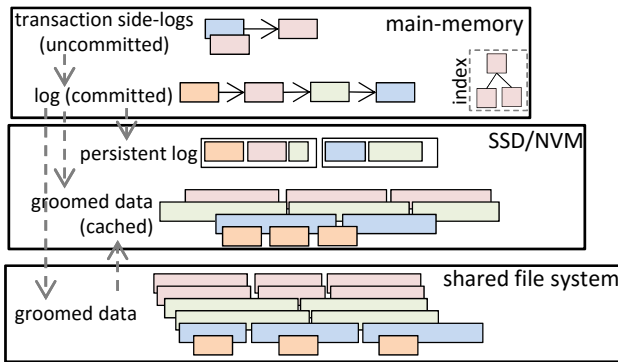 transaction side-logs
(uncommitted)
main-memory
index
log (committed)
SSD/NVM
persistent log
groomed data
(cached)
shared file system
groomed data